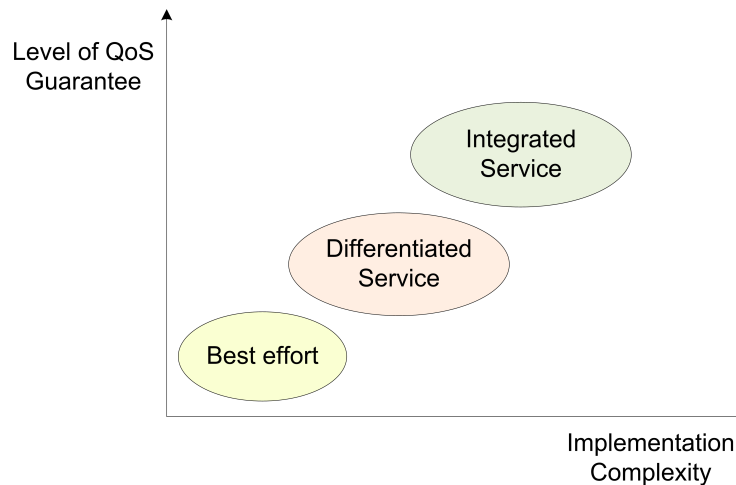 Level of QoS
Guarantee
Integrated
Service
Differentiated
Service
Best effort
Implementation
Complexity